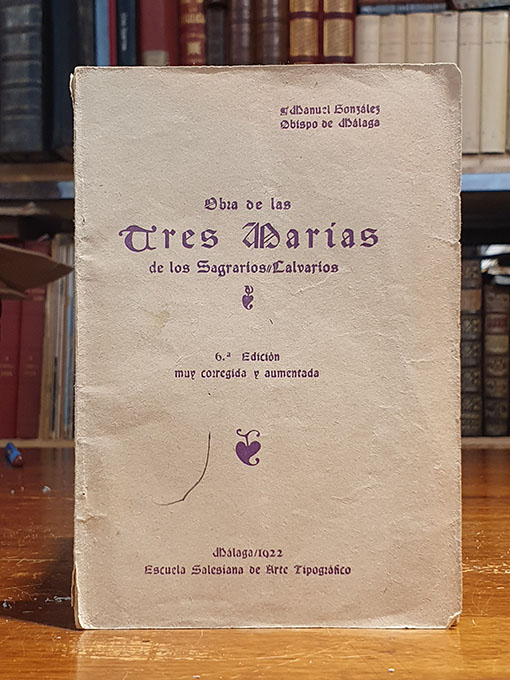 ✠ Manuel González
Obispo de Málaga
Obra de las
Tres Marías
de los Sagrarios//Calvarios
6.ª Edición
muy corregida y aumentada
Málaga/1922
Escuela Salesiana de Arte Tipográfico